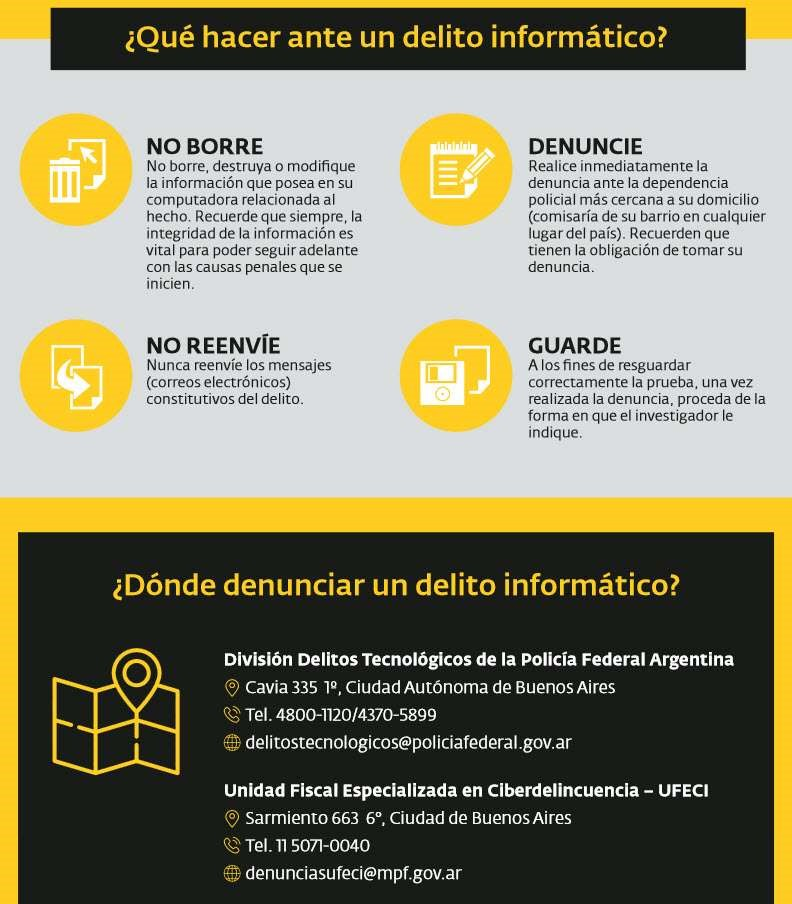 ¿Qué hacer ante un delito informático?
NO BORRE
No borre, destruya o modifique
la información que posea en su
computadora relacionada al
hecho. Recuerde que siempre, la
integridad de la información es
vital para poder seguir adelante
con las causas penales que se
inicien.
DENUNCIE
Realice inmediatamente la
denuncia ante la dependencia
policial más cercana a su domicilio
(comisaría de su barrio en cualquier
lugar del país). Recuerden que
tienen la obligación de tomar su
denuncia.
NO REENVÍE
Nunca reenvíe los mensajes
(correos electrónicos)
constitutivos del delito.
GUARDE
A los fines de resguardar
correctamente la prueba, una vez
realizada la denuncia, proceda de la
forma en que el investigador le
indique.
¿Dónde denunciar un delito informático?
División Delitos Tecnológicos de la Policía Federal Argentina
Cavia 335 1º, Ciudad Autónoma de Buenos Aires
Tel. 4800-1120/4370-5899
delitostecnologicos@policiafederal.gov.ar
Unidad Fiscal Especializada en Ciberdelincuencia – UFECI
Sarmiento 663 6º, Ciudad de Buenos Aires
Tel. 11 5071-0040
denunciasufeci@mpf.gov.ar